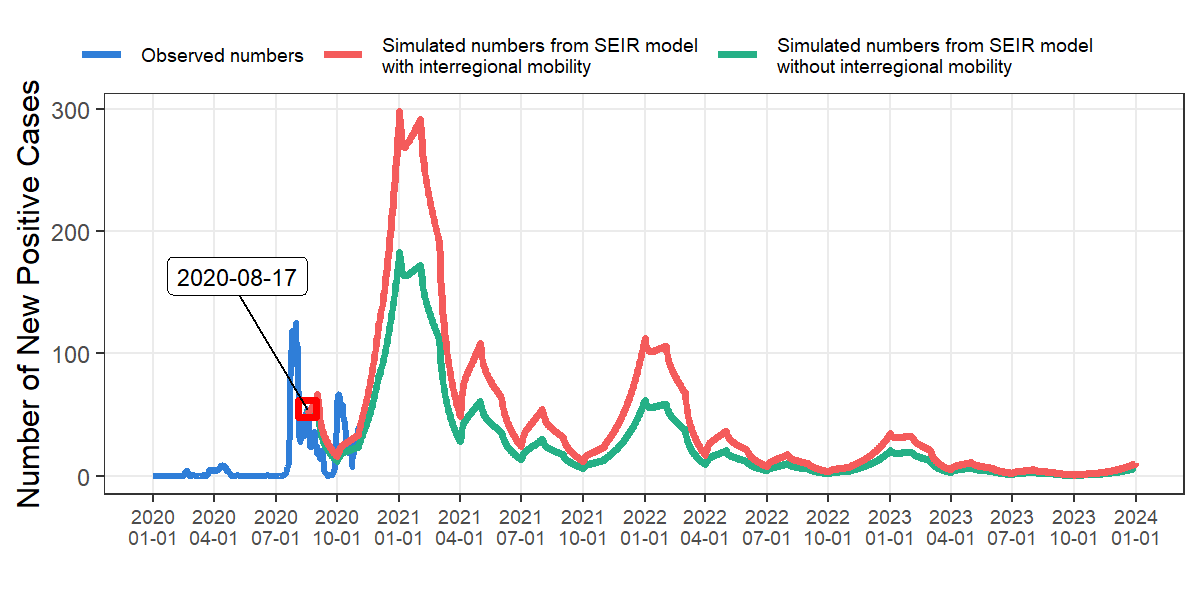 Observed numbers
Simulated numbers from SEIR model
with interregional mobility
Simulated numbers from SEIR model
without interregional mobility
Number of New Positive Cases
300
200
100
0
2020-08-17
2020 2020 2020 2020 2021 2021 2021 2021 2022 2022 2022 2022 2023 2023 2023 2023 2024
01-01 04-01 07-01 10-01 01-01 04-01 07-01 10-01 01-01 04-01 07-01 10-01 01-01 04-01 07-01 10-01 01-01